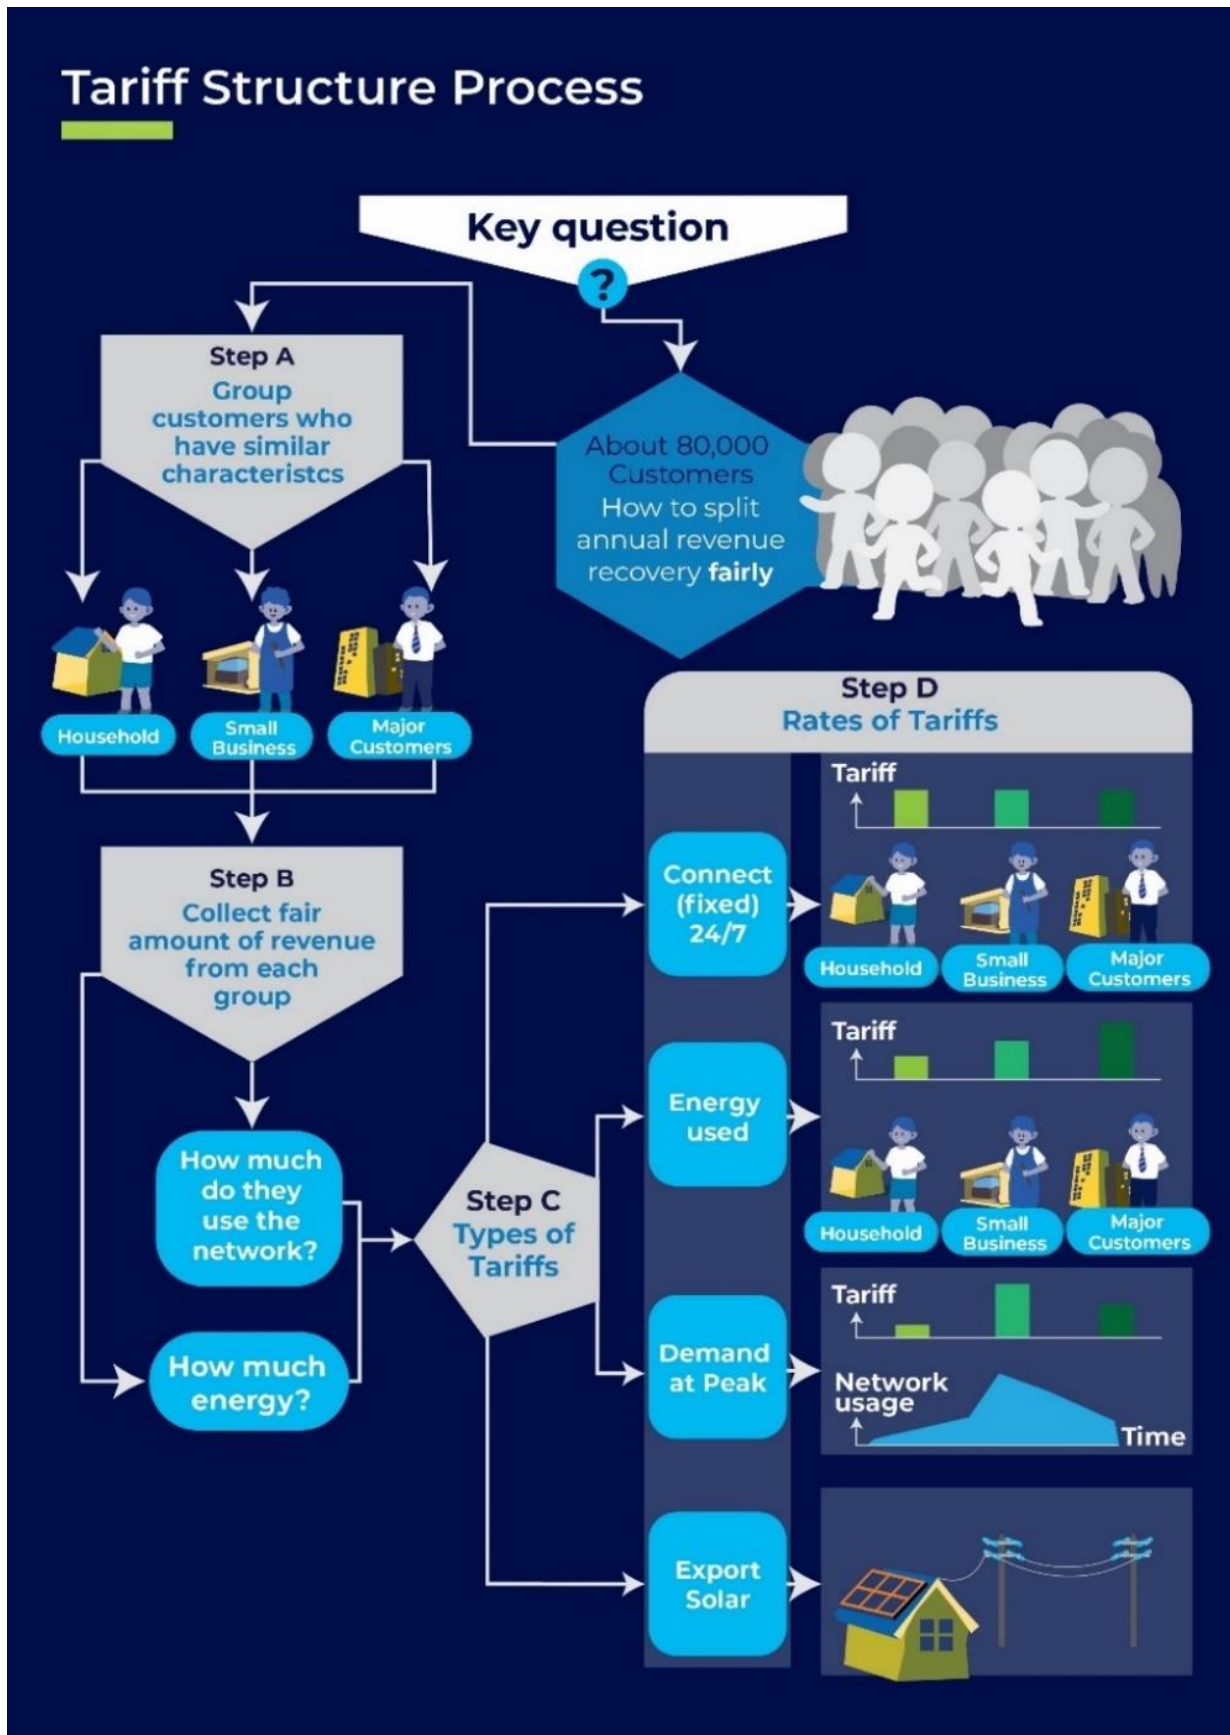 Tariff Structure Process
Key question
?
About 80,000
Customers
How to split
annual revenue
recovery fairly
Step A
Group
customers who
have similar
characteristcs
Household
Small
Business
Major
Customers
Step B
Collect fair
amount of revenue
from each
group
How much
do they
use the
network?
How much
energy?
Step C
Types of
Tariffs
Step D
Rates of Tariffs
Connect
(fixed)
24/7
Tariff
Household
Small
Business
Major
Customers
Energy
used
Tariff
Household
Small
Business
Major
Customers
Demand
at Peak
Tariff
Network
usage
Time
Export
Solar